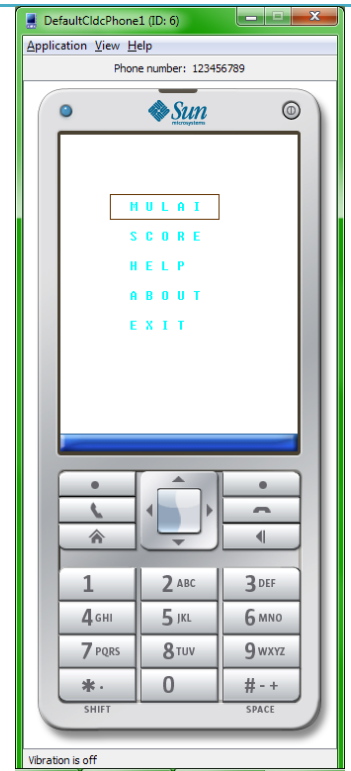 DefaultCldcPhone1 (ID: 6)
Application View Help
Phone number: 123456789
Sun
microsystems
M U L A I
S C O R E
H E L P
A B O U T
E X I T
1 2 ABC 3 DEF
4 GHI 5 JKL 6 MNO
7 PQRS 8 TUV 9 WXYZ
* . 0 # - +
SHIFT SPACE
Vibration is off